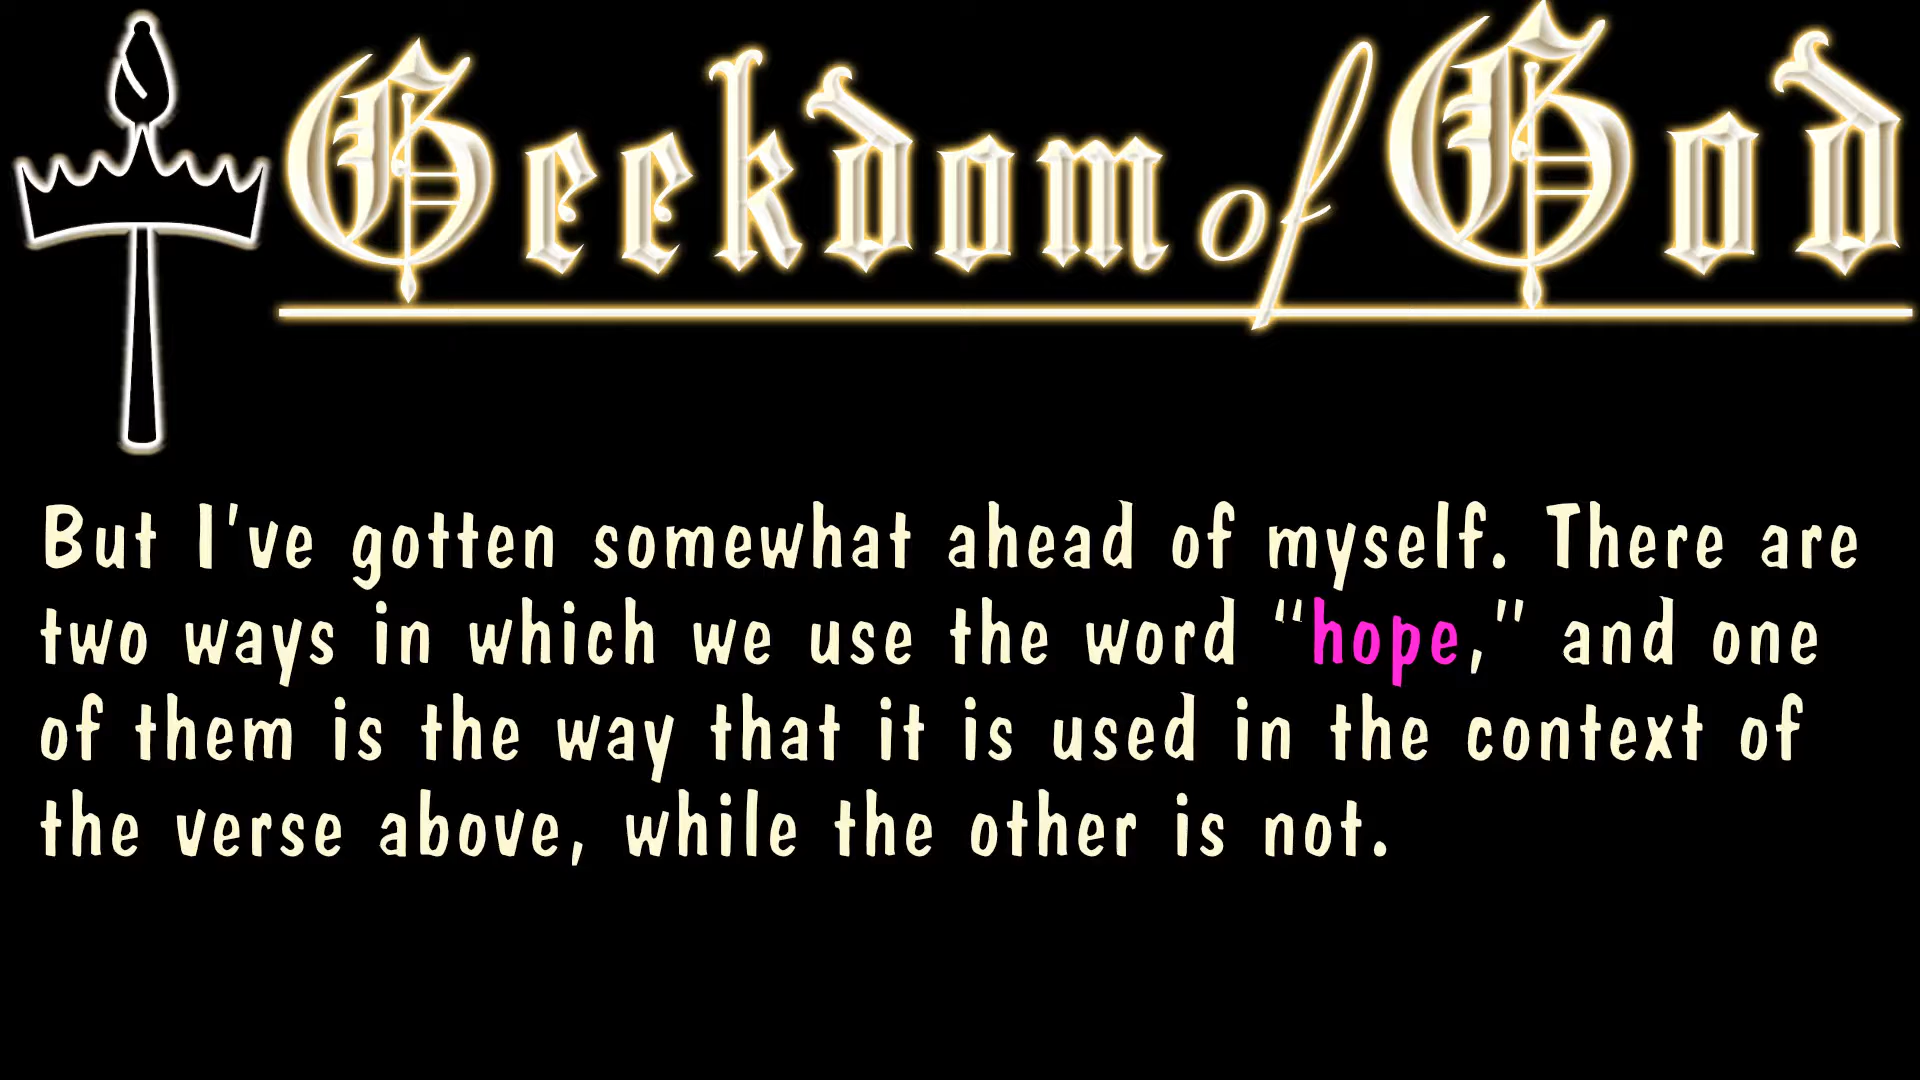 Geekdom of God
But I've gotten somewhat ahead of myself. There are
two ways in which we use the word “hope,” and one
of them is the way that it is used in the context of
the verse above, while the other is not.